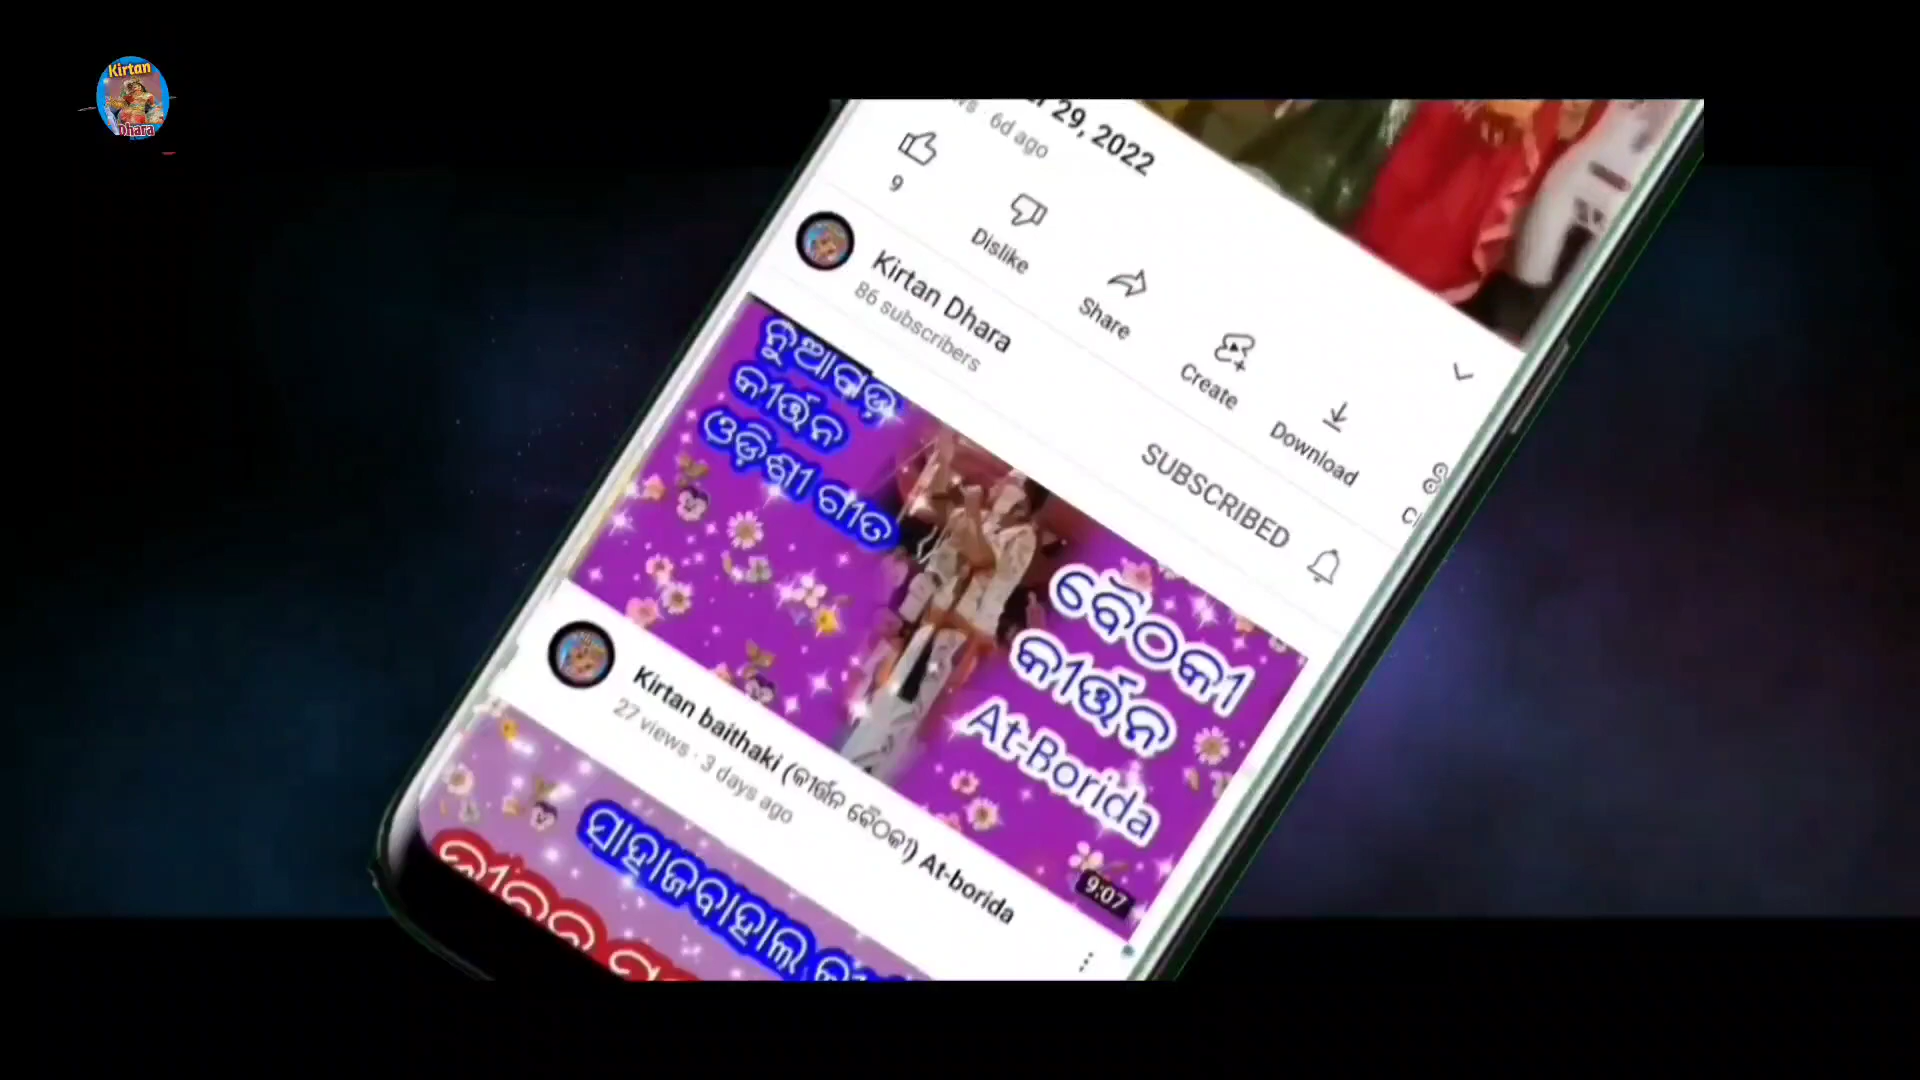 Kirtan
Dhara
29, 2022
6d ago
9
Dislike
Share
Create
Download
Kirtan Dhara
86 subscribers
SUBSCRIBED
ନୁଆଗଡ଼
କୀର୍ତ୍ତନ
ଓଡ଼ିଶୀ ଗୀତ
ବୈଠକୀ
କୀର୍ତ୍ତନ
At-Borida
9:07
Kirtan baithaki (କୀର୍ତ୍ତନ ବୈଠକୀ) At-borida
27 views · 3 days ago
ସାହାଜବାହାଲ